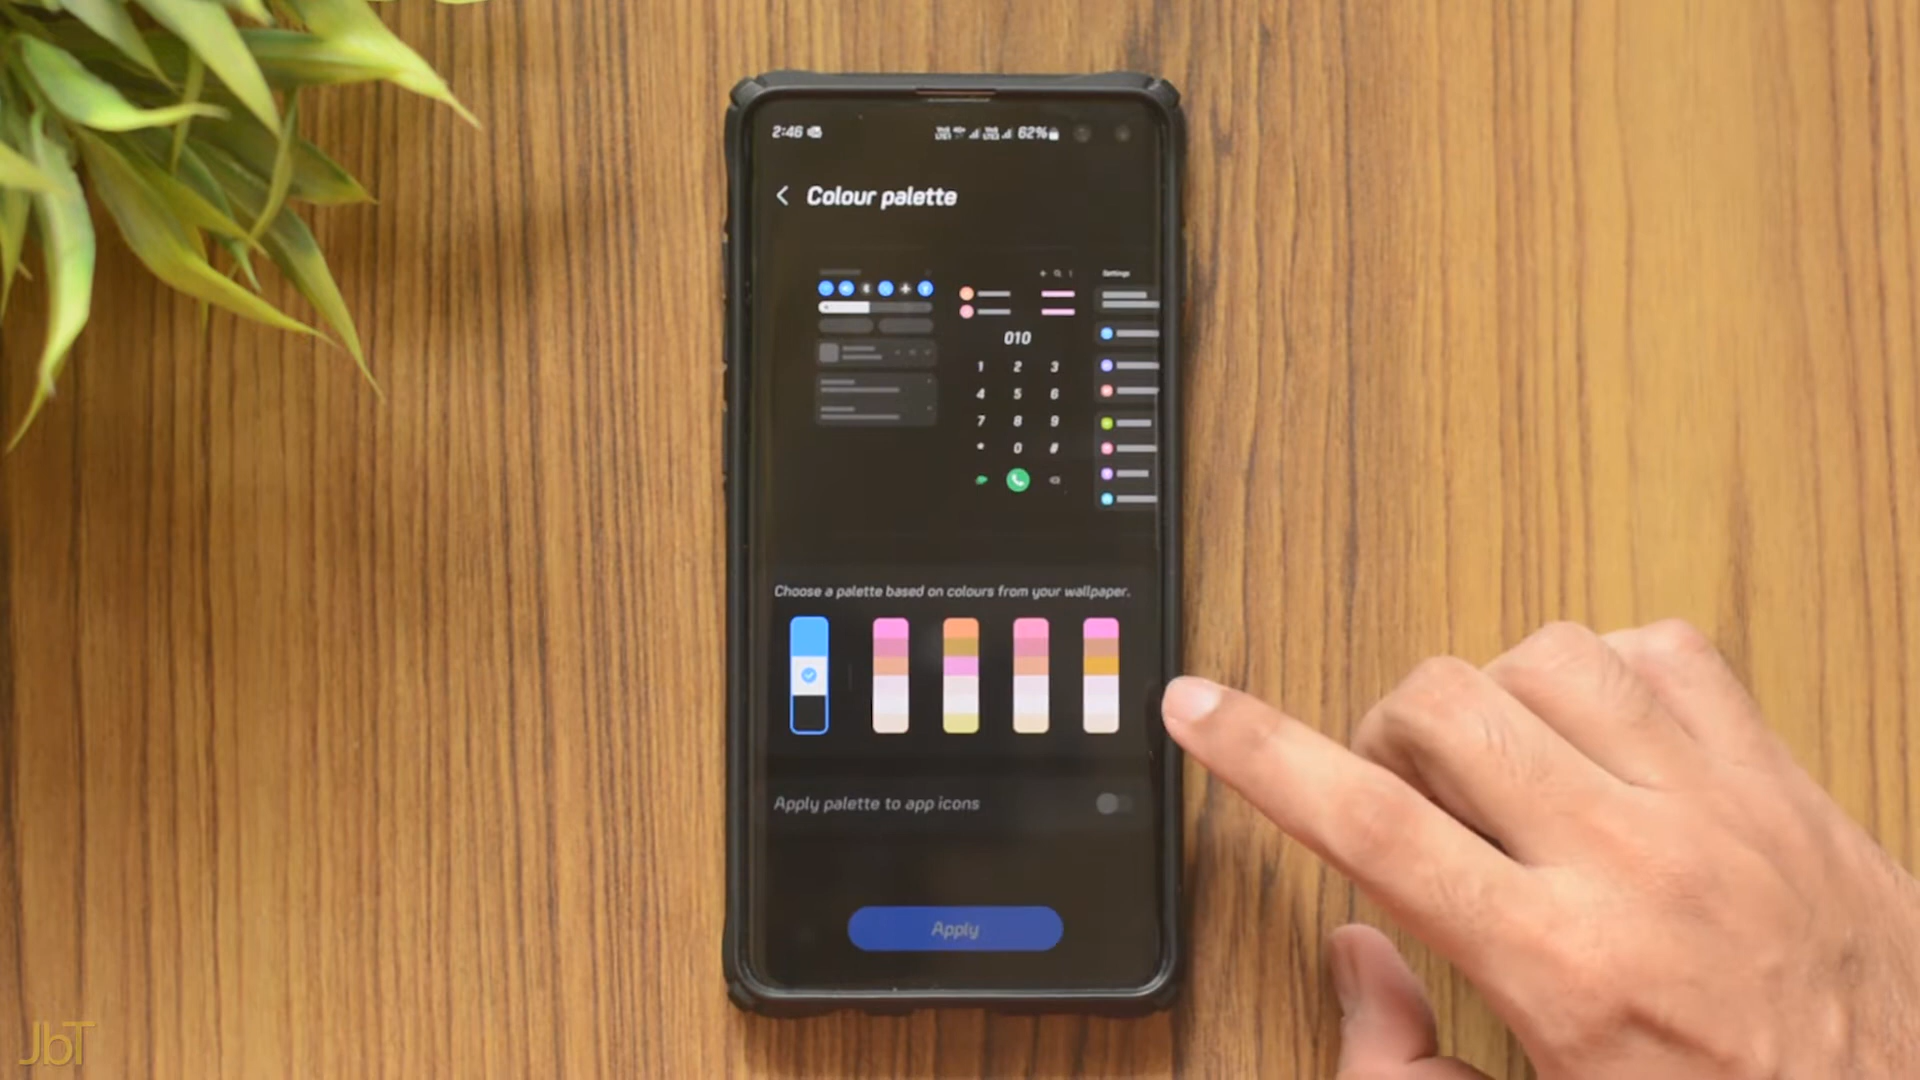 2:46
62%
Colour palette
Settings
010
1 2 3
4 5 6
7 8 9
* 0 #
Choose a palette based on colours from your wallpaper.
Apply palette to app icons
Apply
JbT